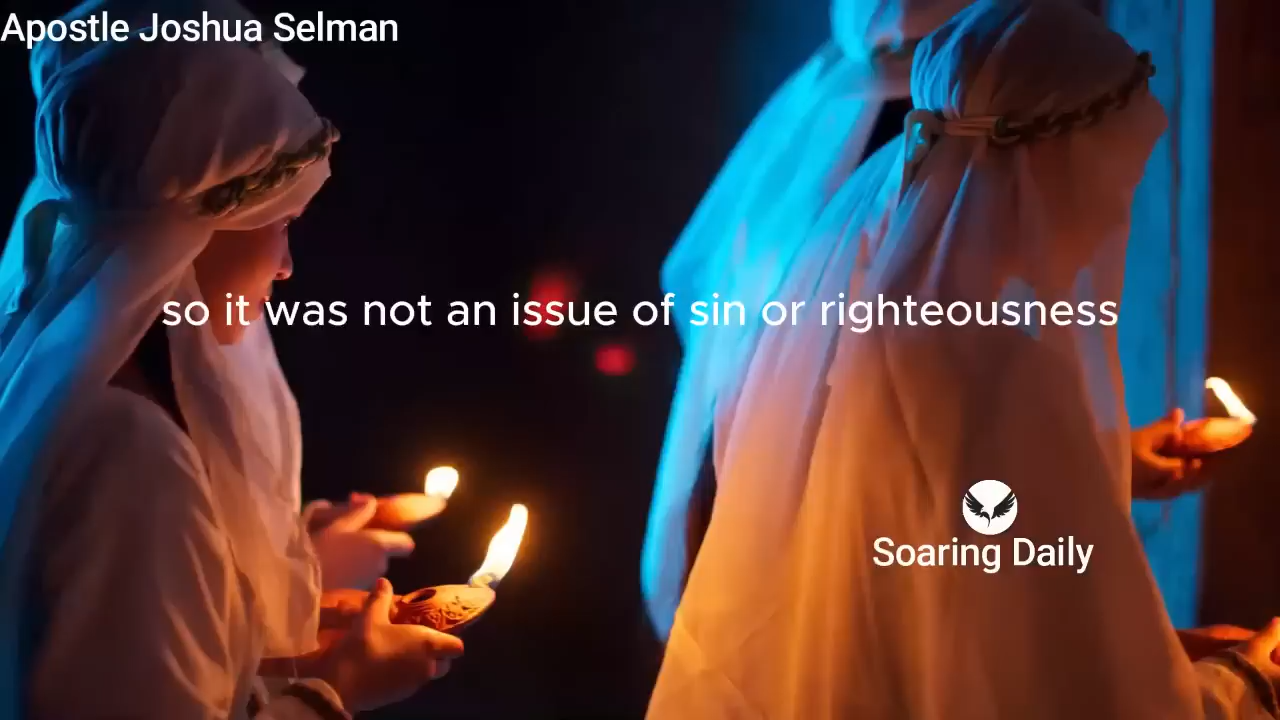 Apostle Joshua Selman
so it was not an issue of sin or righteousness
Soaring Daily